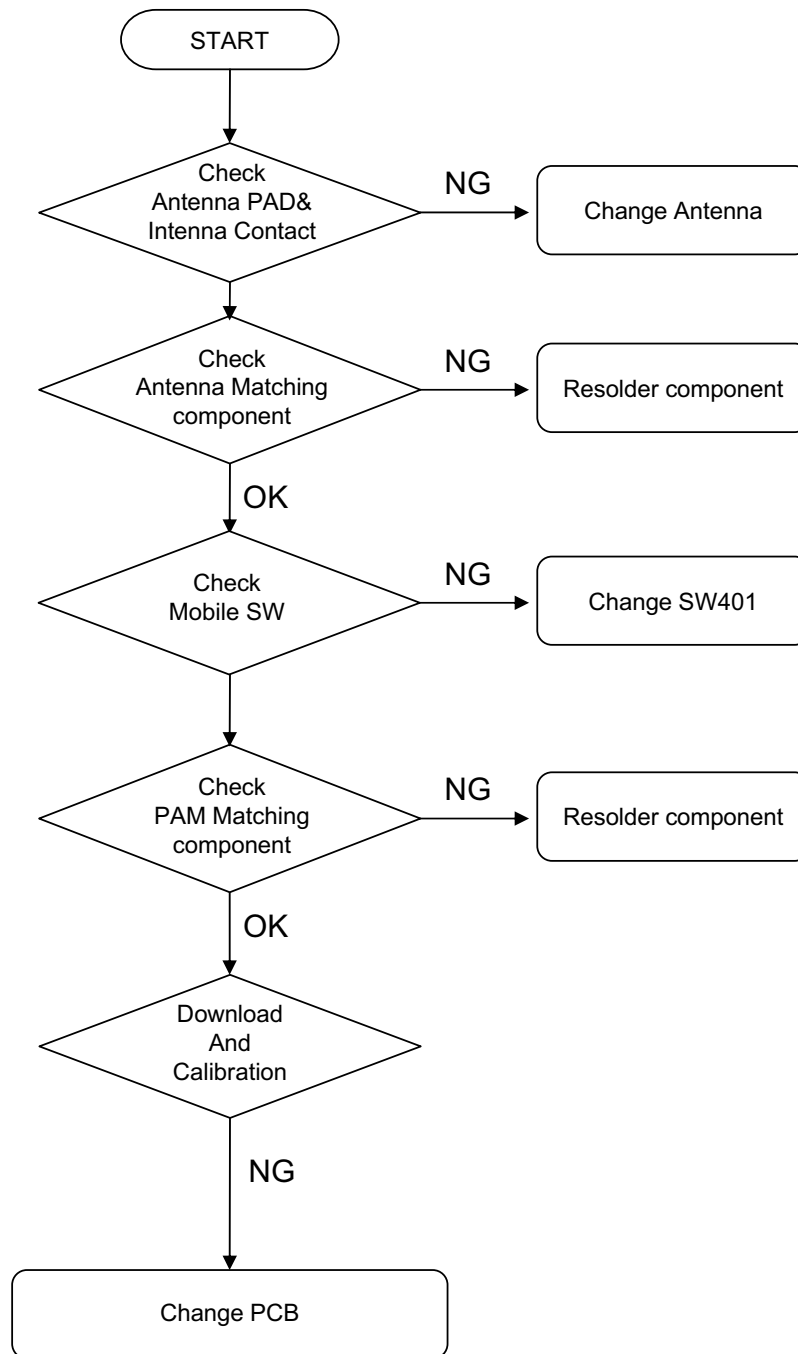 START
Check
Antenna PAD&
Intenna Contact
NG
Change Antenna
Check
Antenna Matching
component
NG
Resolder component
OK
Check
Mobile SW
NG
Change SW401
Check
PAM Matching
component
NG
Resolder component
OK
Download
And
Calibration
NG
Change PCB